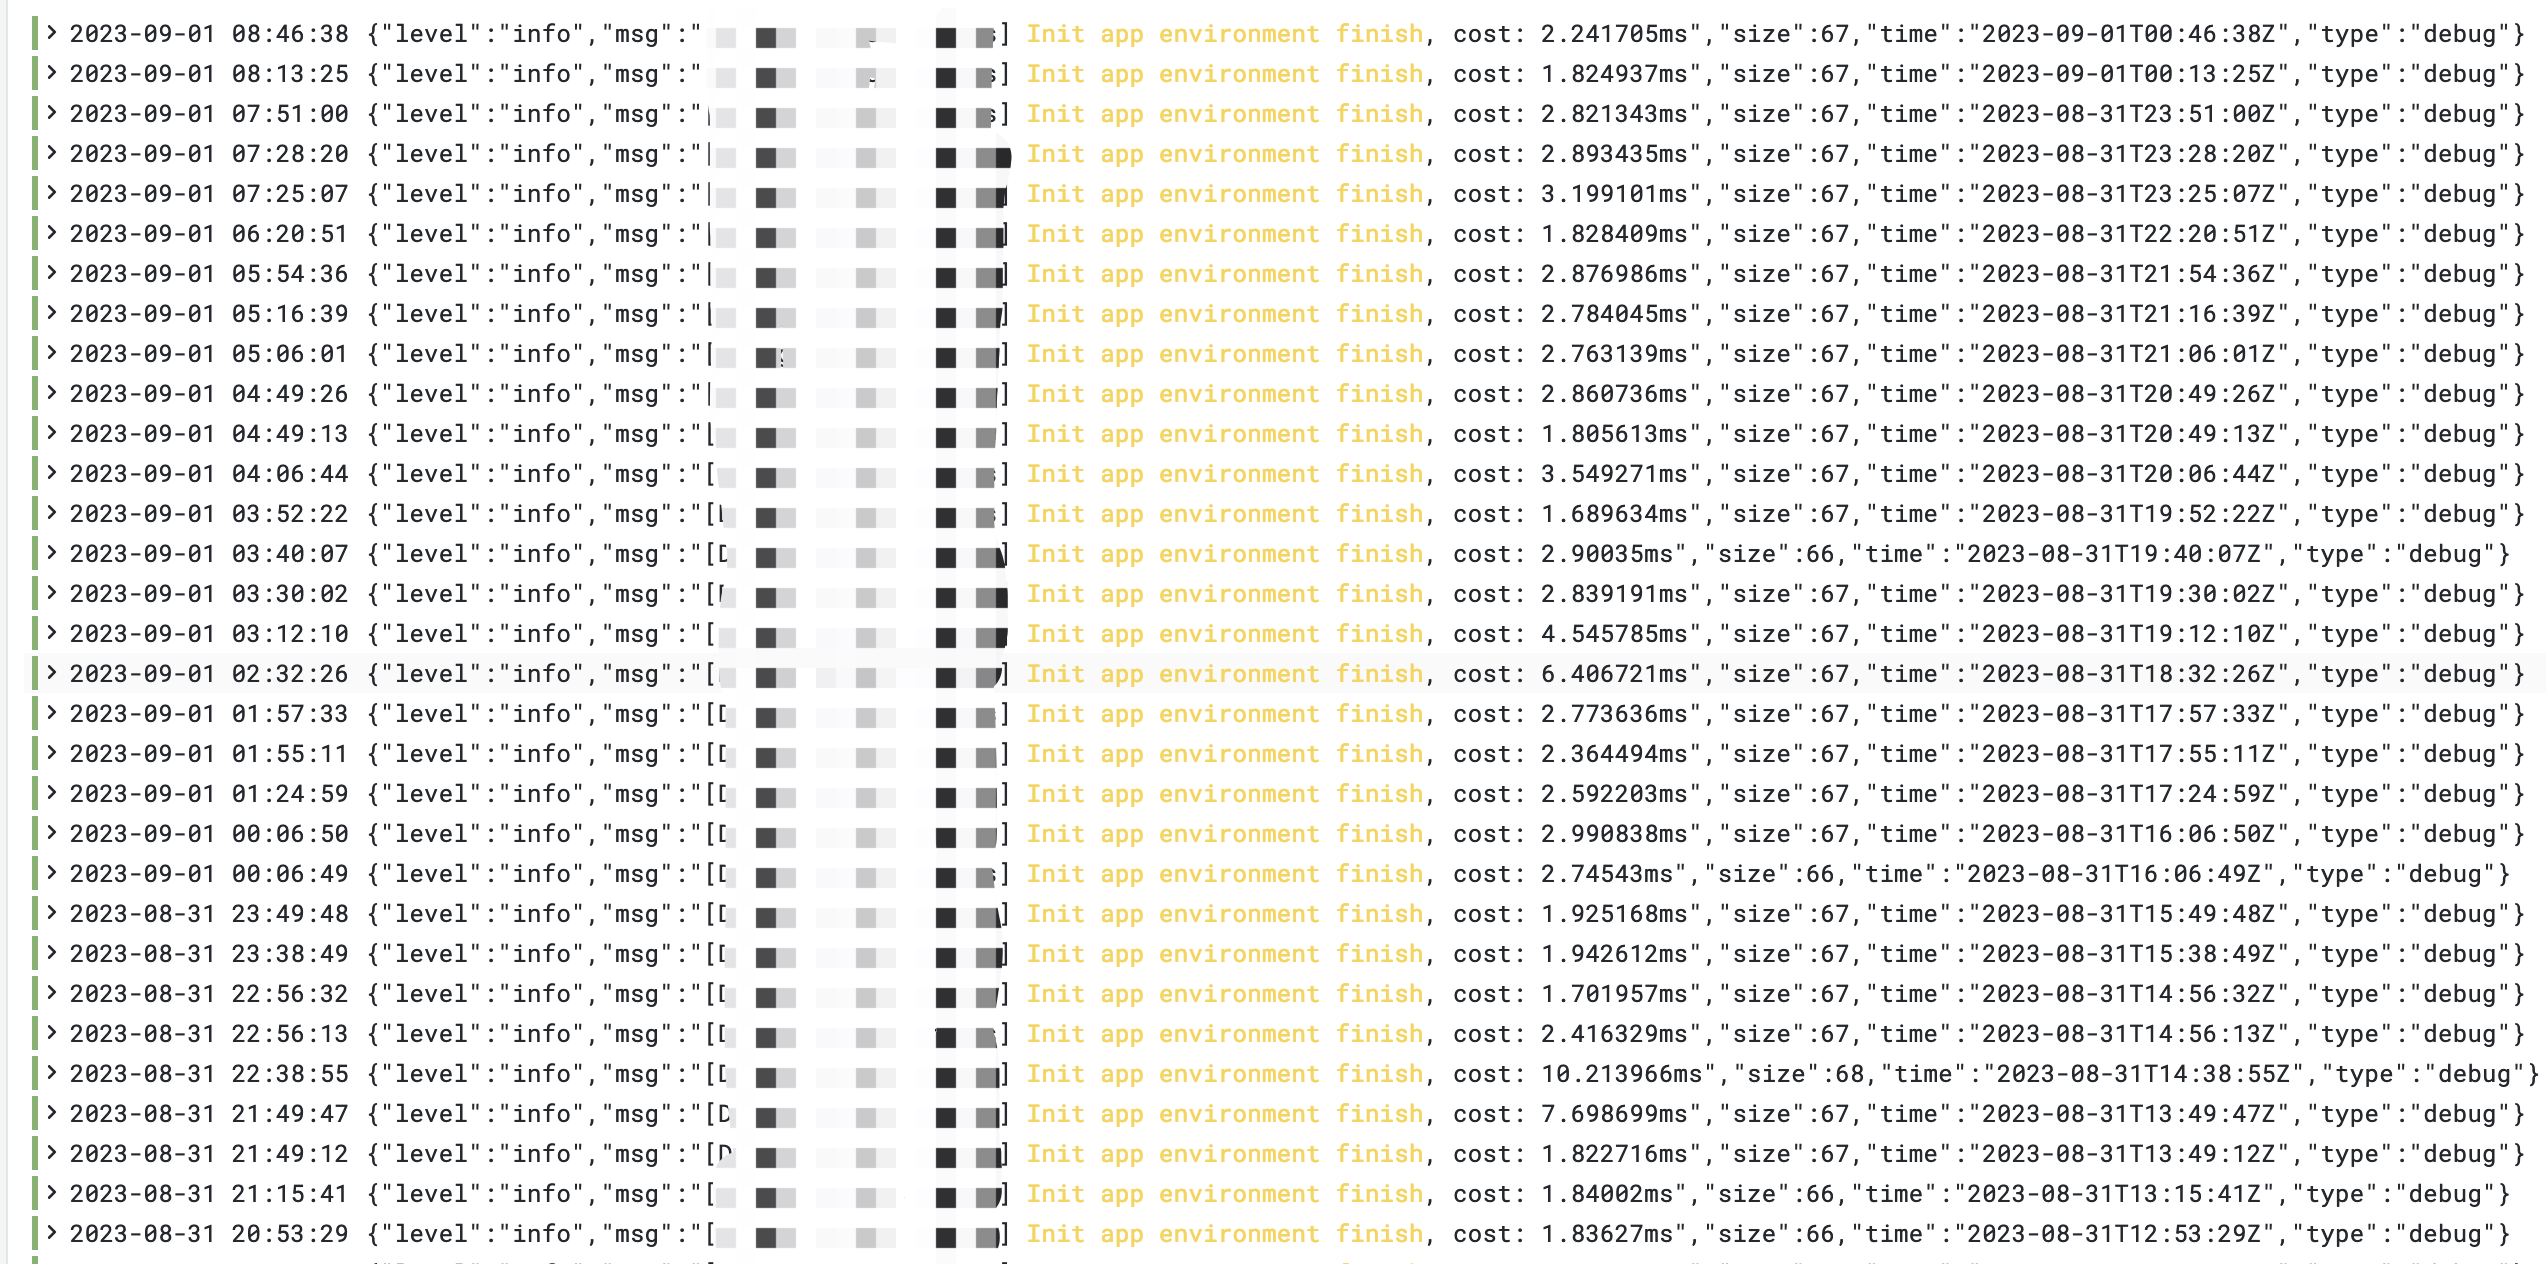 > 2023-09-01 08:46:38 {"level":"info","msg":" ] Init app environment finish, cost: 2.241705ms","size":67,"time":"2023-09-01T00:46:38Z","type":"debug"}
> 2023-09-01 08:13:25 {"level":"info","msg":" s] Init app environment finish, cost: 1.824937ms","size":67,"time":"2023-09-01T00:13:25Z","type":"debug"}
> 2023-09-01 07:51:00 {"level":"info","msg":" ] Init app environment finish, cost: 2.821343ms","size":67,"time":"2023-08-31T23:51:00Z","type":"debug"}
> 2023-09-01 07:28:20 {"level":"info","msg":" Init app environment finish, cost: 2.893435ms","size":67,"time":"2023-08-31T23:28:20Z","type":"debug"}
> 2023-09-01 07:25:07 {"level":"info","msg":" Init app environment finish, cost: 3.199101ms","size":67,"time":"2023-08-31T23:25:07Z","type":"debug"}
> 2023-09-01 06:20:51 {"level":"info","msg":" ] Init app environment finish, cost: 1.828409ms","size":67,"time":"2023-08-31T22:20:51Z","type":"debug"}
> 2023-09-01 05:54:36 {"level":"info","msg":" ] Init app environment finish, cost: 2.876986ms","size":67,"time":"2023-08-31T21:54:36Z","type":"debug"}
> 2023-09-01 05:16:39 {"level":"info","msg":" ] Init app environment finish, cost: 2.784045ms","size":67,"time":"2023-08-31T21:16:39Z","type":"debug"}
> 2023-09-01 05:06:01 {"level":"info","msg":"[ ] Init app environment finish, cost: 2.763139ms","size":67,"time":"2023-08-31T21:06:01Z","type":"debug"}
> 2023-09-01 04:49:26 {"level":"info","msg":" ] Init app environment finish, cost: 2.860736ms","size":67,"time":"2023-08-31T20:49:26Z","type":"debug"}
> 2023-09-01 04:49:13 {"level":"info","msg":"[ ] Init app environment finish, cost: 1.805613ms","size":67,"time":"2023-08-31T20:49:13Z","type":"debug"}
> 2023-09-01 04:06:44 {"level":"info","msg":"[ ] Init app environment finish, cost: 3.549271ms","size":67,"time":"2023-08-31T20:06:44Z","type":"debug"}
> 2023-09-01 03:52:22 {"level":"info","msg":"[ ] Init app environment finish, cost: 1.689634ms","size":67,"time":"2023-08-31T19:52:22Z","type":"debug"}
> 2023-09-01 03:40:07 {"level":"info","msg":"[D ] Init app environment finish, cost: 2.90035ms","size":66,"time":"2023-08-31T19:40:07Z","type":"debug"}
> 2023-09-01 03:30:02 {"level":"info","msg":"[ Init app environment finish, cost: 2.839191ms","size":67,"time":"2023-08-31T19:30:02Z","type":"debug"}
> 2023-09-01 03:12:10 {"level":"info","msg":"[ Init app environment finish, cost: 4.545785ms","size":67,"time":"2023-08-31T19:12:10Z","type":"debug"}
> 2023-09-01 02:32:26 {"level":"info","msg":"[ ] Init app environment finish, cost: 6.406721ms","size":67,"time":"2023-08-31T18:32:26Z","type":"debug"}
> 2023-09-01 01:57:33 {"level":"info","msg":"[D ] Init app environment finish, cost: 2.773636ms","size":67,"time":"2023-08-31T17:57:33Z","type":"debug"}
> 2023-09-01 01:55:11 {"level":"info","msg":"[D ] Init app environment finish, cost: 2.364494ms","size":67,"time":"2023-08-31T17:55:11Z","type":"debug"}
> 2023-09-01 01:24:59 {"level":"info","msg":"[D ] Init app environment finish, cost: 2.592203ms","size":67,"time":"2023-08-31T17:24:59Z","type":"debug"}
> 2023-09-01 00:06:50 {"level":"info","msg":"[D ] Init app environment finish, cost: 2.990838ms","size":67,"time":"2023-08-31T16:06:50Z","type":"debug"}
> 2023-09-01 00:06:49 {"level":"info","msg":"[D ] Init app environment finish, cost: 2.74543ms","size":66,"time":"2023-08-31T16:06:49Z","type":"debug"}
> 2023-08-31 23:49:48 {"level":"info","msg":"[D ] Init app environment finish, cost: 1.925168ms","size":67,"time":"2023-08-31T15:49:48Z","type":"debug"}
> 2023-08-31 23:38:49 {"level":"info","msg":"[D ] Init app environment finish, cost: 1.942612ms","size":67,"time":"2023-08-31T15:38:49Z","type":"debug"}
> 2023-08-31 22:56:32 {"level":"info","msg":"[D ] Init app environment finish, cost: 1.701957ms","size":67,"time":"2023-08-31T14:56:32Z","type":"debug"}
> 2023-08-31 22:56:13 {"level":"info","msg":"[D ] Init app environment finish, cost: 2.416329ms","size":67,"time":"2023-08-31T14:56:13Z","type":"debug"}
> 2023-08-31 22:38:55 {"level":"info","msg":"[D ] Init app environment finish, cost: 10.213966ms","size":68,"time":"2023-08-31T14:38:55Z","type":"debug"}
> 2023-08-31 21:49:47 {"level":"info","msg":"[D ] Init app environment finish, cost: 7.698699ms","size":67,"time":"2023-08-31T13:49:47Z","type":"debug"}
> 2023-08-31 21:49:12 {"level":"info","msg":"[D ] Init app environment finish, cost: 1.822716ms","size":67,"time":"2023-08-31T13:49:12Z","type":"debug"}
> 2023-08-31 21:15:41 {"level":"info","msg":"[ ] Init app environment finish, cost: 1.84002ms","size":66,"time":"2023-08-31T13:15:41Z","type":"debug"}
> 2023-08-31 20:53:29 {"level":"info","msg":"[ ] Init app environment finish, cost: 1.83627ms","size":66,"time":"2023-08-31T12:53:29Z","type":"debug"}